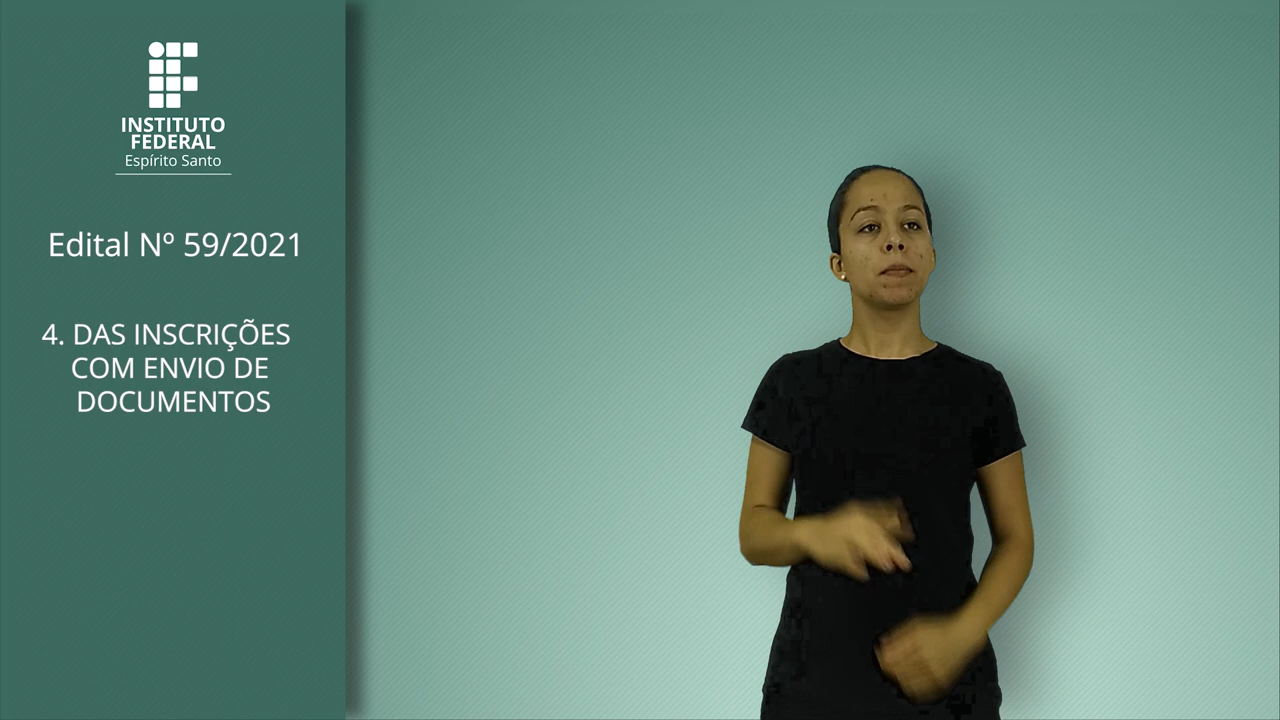 INSTITUTO
FEDERAL
Espírito Santo
Edital Nº 59/2021
4. DAS INSCRIÇÕES
COM ENVIO DE
DOCUMENTOS